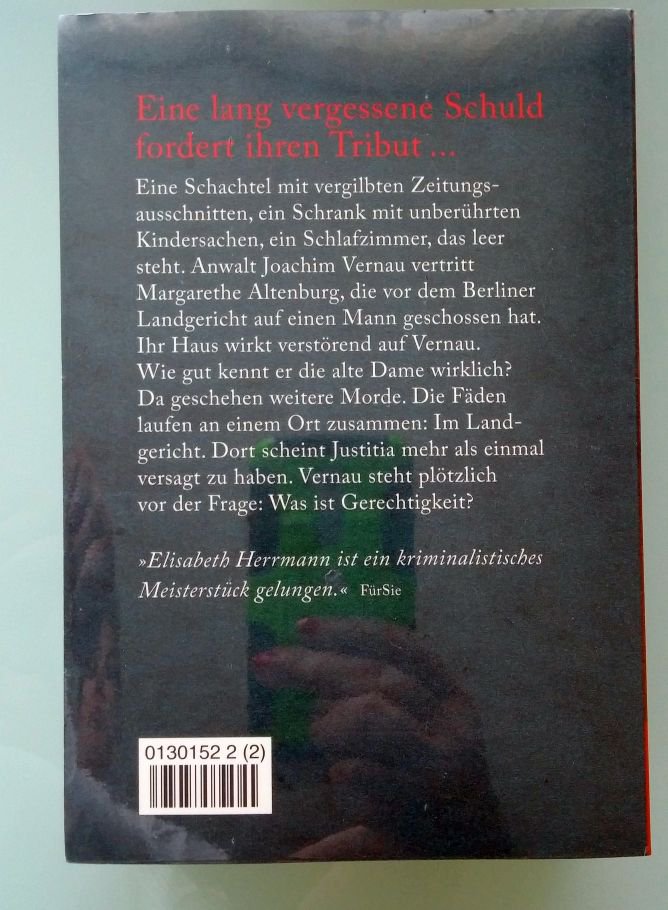 Eine lang vergessene Schuld
fordert ihren Tribut ...
Eine Schachtel mit vergilbten Zeitungs-
ausschnitten, ein Schrank mit unberührten
Kindersachen, ein Schlafzimmer, das leer
steht. Anwalt Joachim Vernau vertritt
Margarethe Altenburg, die vor dem Berliner
Landgericht auf einen Mann geschossen hat.
Ihr Haus wirkt verstörend auf Vernau.
Wie gut kennt er die alte Dame wirklich?
Da geschehen weitere Morde. Die Fäden
laufen an einem Ort zusammen: Im Land-
gericht. Dort scheint Justitia mehr als einmal
versagt zu haben. Vernau steht plötzlich
vor der Frage: Was ist Gerechtigkeit?
»Elisabeth Herrmann ist ein kriminalistisches
Meisterstück gelungen.« FürSie
0130152 2 (2)